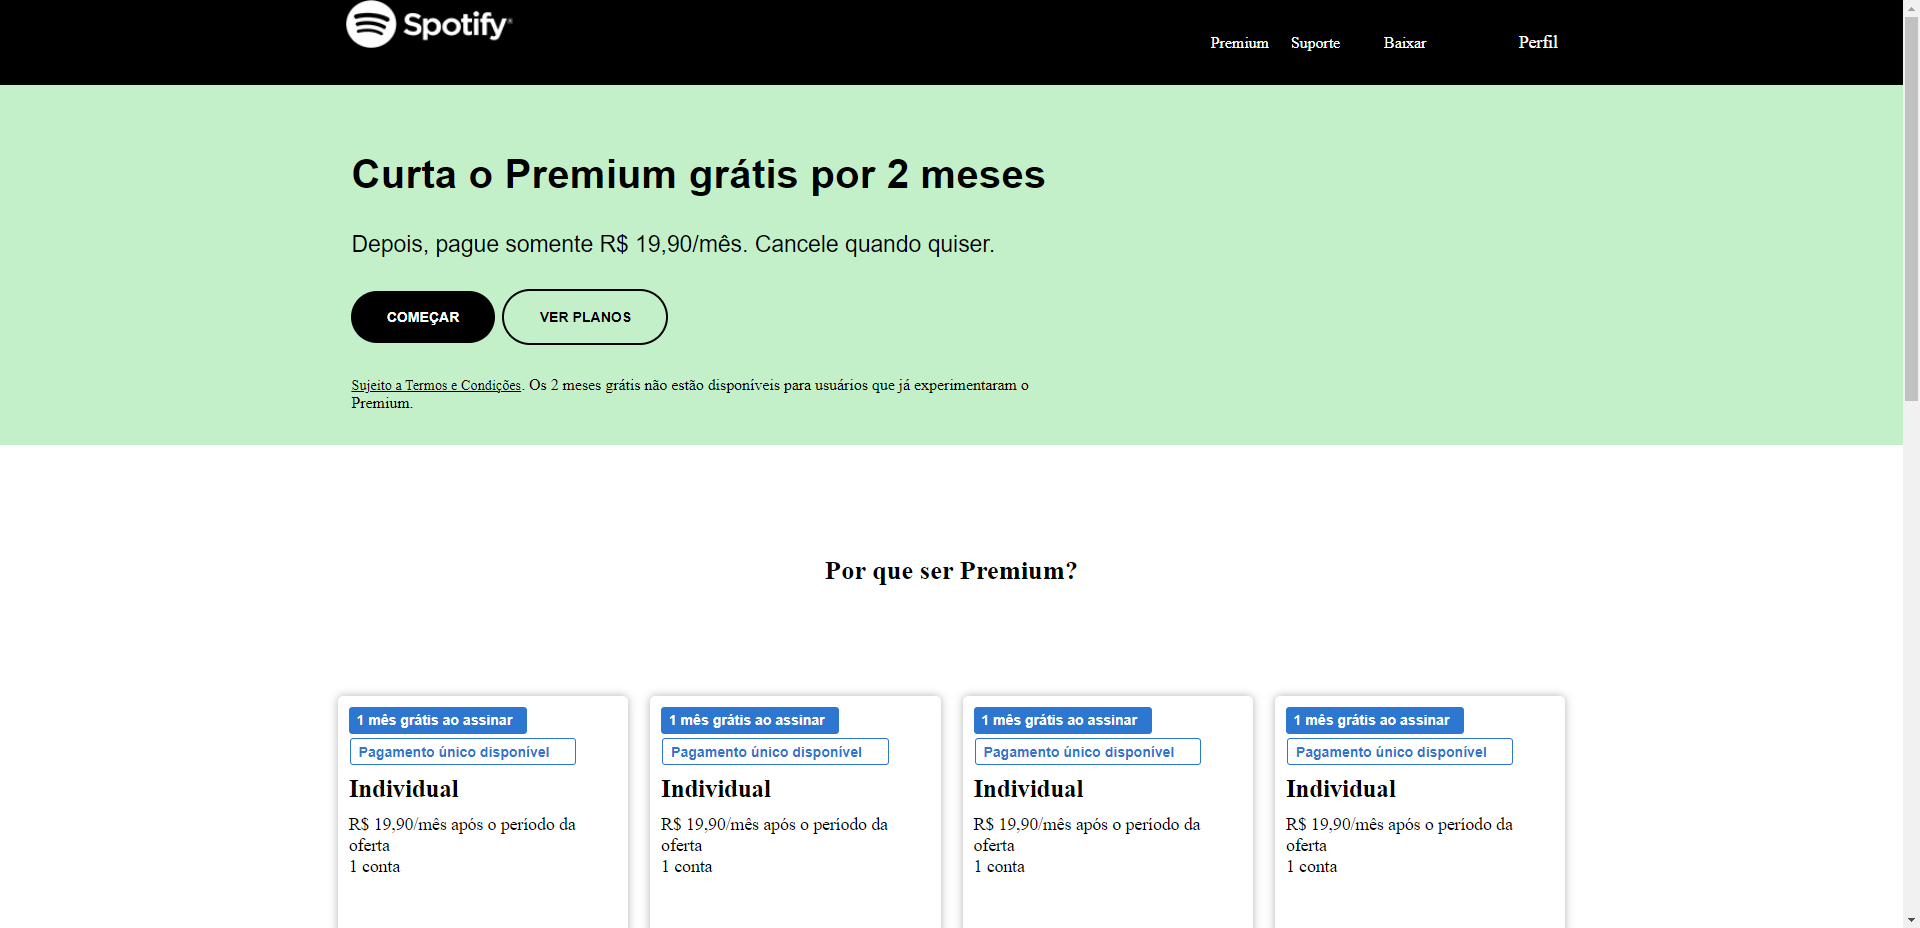 Spotify
Premium Suporte Baixar Perfil
Curta o Premium grátis por 2 meses
Depois, pague somente R$ 19,90/mês. Cancele quando quiser.
COMEÇAR VER PLANOS
Sujeito a Termos e Condições. Os 2 meses grátis não estão disponíveis para usuários que já experimentaram o
Premium.
Por que ser Premium?
1 mês grátis ao assinar
Pagamento único disponível
Individual
R$ 19,90/mês após o período da
oferta
1 conta
1 mês grátis ao assinar
Pagamento único disponível
Individual
R$ 19,90/mês após o período da
oferta
1 conta
1 mês grátis ao assinar
Pagamento único disponível
Individual
R$ 19,90/mês após o período da
oferta
1 conta
1 mês grátis ao assinar
Pagamento único disponível
Individual
R$ 19,90/mês após o período da
oferta
1 conta